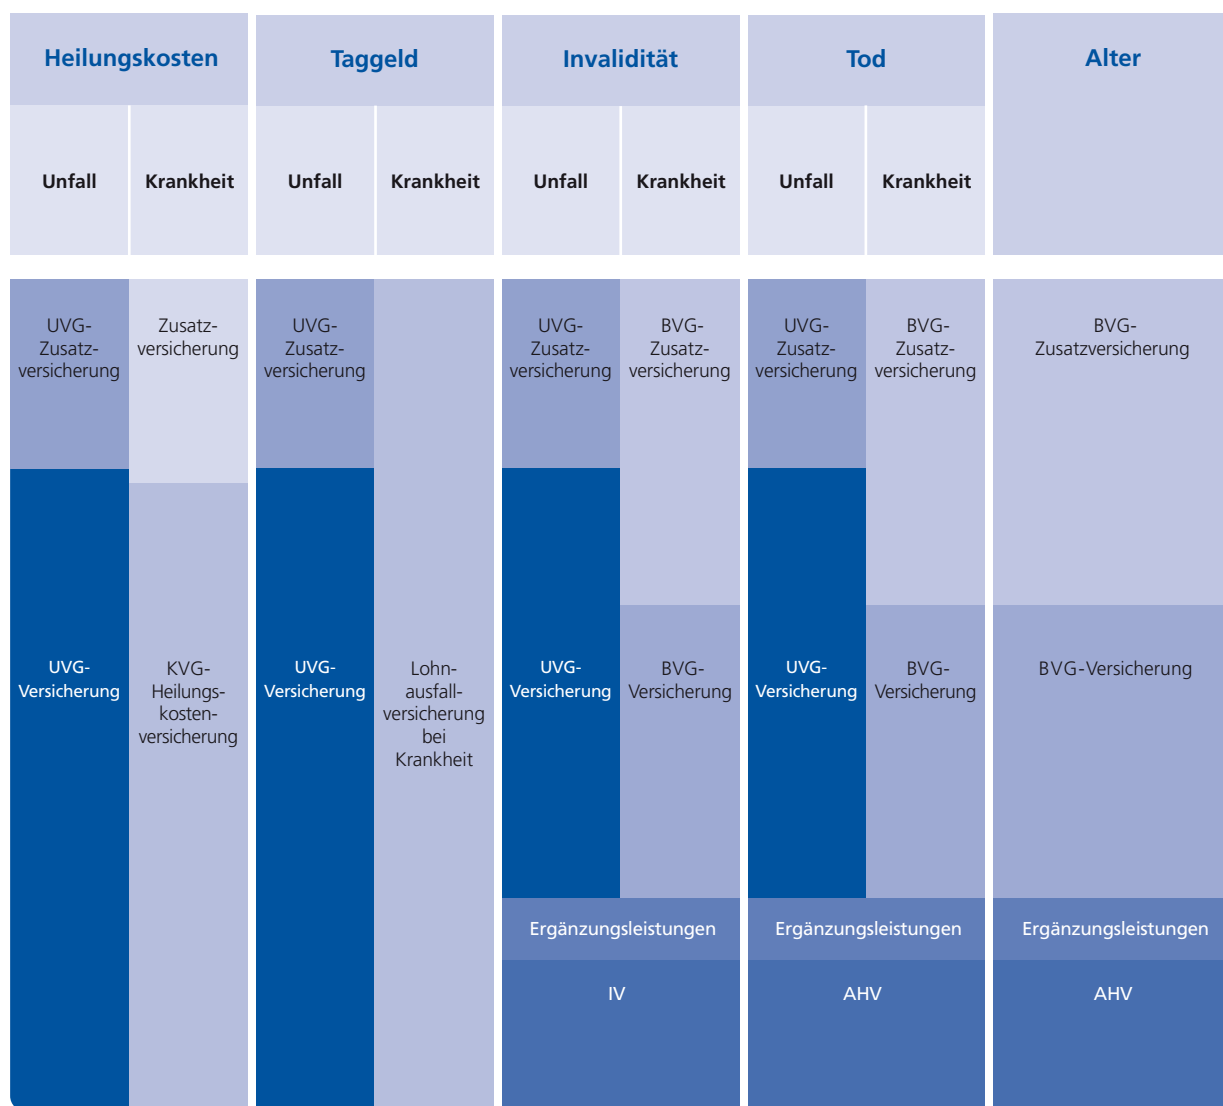 Heilungskosten
Taggeld
Invalidität
Tod
Alter
Unfall
Krankheit
Unfall
Krankheit
Unfall
Krankheit
Unfall
Krankheit
UVG-
Zusatz-
versicherung
Zusatz-
versicherung
UVG-
Zusatz-
versicherung
UVG-
Zusatz-
versicherung
BVG-
Zusatz-
versicherung
UVG-
Zusatz-
versicherung
BVG-
Zusatz-
versicherung
BVG-
Zusatzversicherung
UVG-
Versicherung
KVG-
Heilungs-
kosten-
versicherung
UVG-
Versicherung
Lohn-
ausfall-
versicherung
bei
Krankheit
UVG-
Versicherung
BVG-
Versicherung
UVG-
Versicherung
BVG-
Versicherung
BVG-Versicherung
Ergänzungsleistungen
Ergänzungsleistungen
Ergänzungsleistungen
IV
AHV
AHV